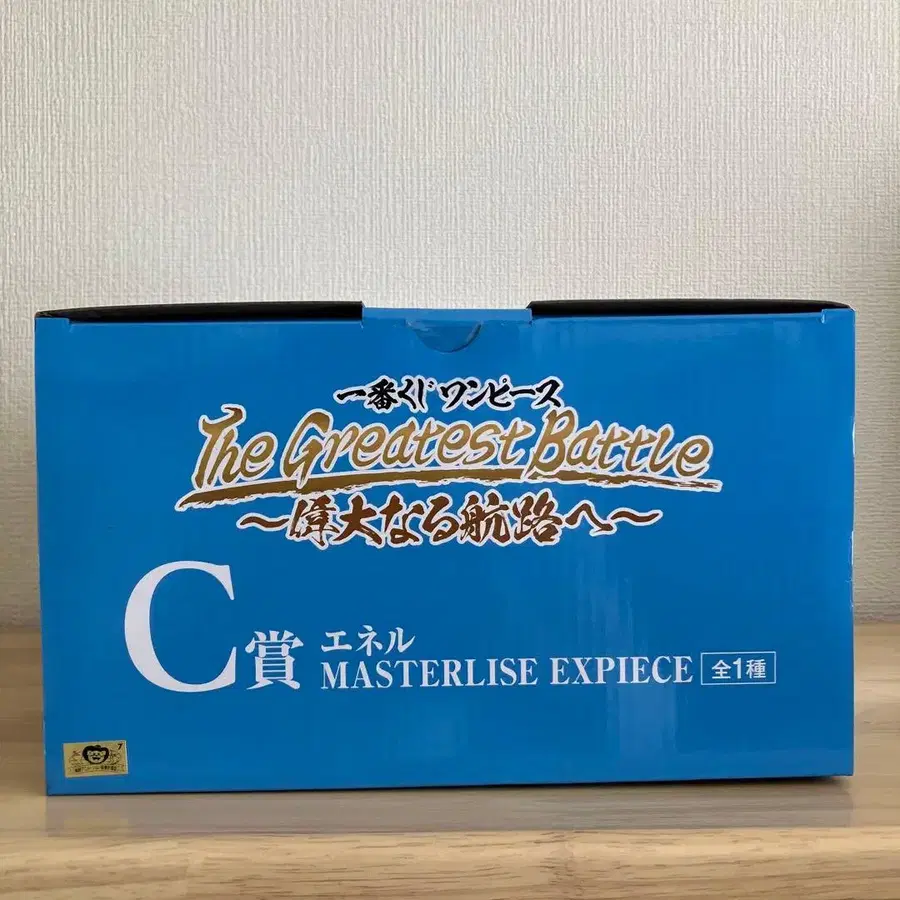 一番くじ ワンピース
The Greatest Battle
～偉大なる航路へ～
C賞 エネル
MASTERLISE EXPIECE 全1種
7